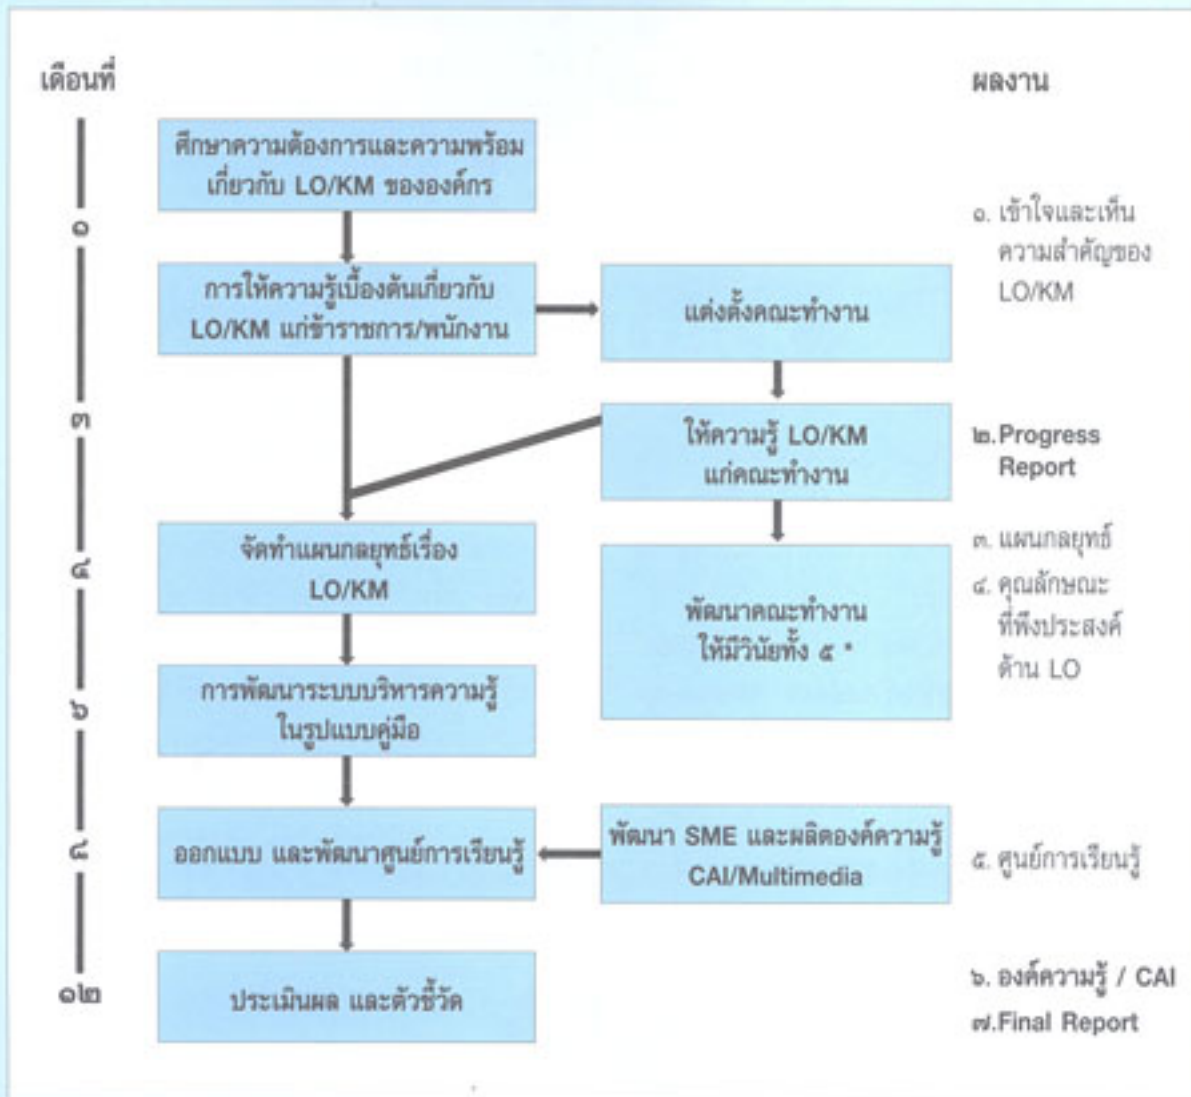 เดือนที่
ผลงาน
ศึกษาความต้องการและความพร้อม
เกี่ยวกับ LO/KM ขององค์กร
๑
๑. เข้าใจและเห็น
ความสำคัญของ
LO/KM
การให้ความรู้เบื้องต้นเกี่ยวกับ
LO/KM แก่ข้าราชการ/พนักงาน
แต่งตั้งคณะทำงาน
๓
ให้ความรู้ LO/KM
แก่คณะทำงาน
๒.Progress
Report
จัดทำแผนกลยุทธ์เรื่อง
LO/KM
๕
พัฒนาคณะทำงาน
ให้มีวินัยทั้ง ๕ *
๓. แผนกลยุทธ์
๔. คุณลักษณะ
ที่พึงประสงค์
ด้าน LO
การพัฒนาระบบบริหารความรู้
ในรูปแบบคู่มือ
ออกแบบ และพัฒนาศูนย์การเรียนรู้
พัฒนา SME และผลิตองค์ความรู้
CAI/Multimedia
๕. ศูนย์การเรียนรู้
๑๒
ประเมินผล และตัวชี้วัด
๖. องค์ความรู้ / CAI
๗.Final Report